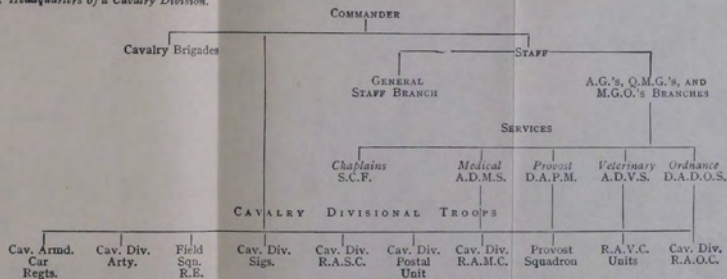 Headquarters of a Cavalry Division.
COMMANDER
Cavalry Brigades
STAFF
GENERAL
STAFF BRANCH
A.G.'s, Q.M.G.'s, AND
M.G.O.'s BRANCHES
SERVICES
Chaplains
S.C.F.
Medical
A.D.M.S.
Provost
D.A.P.M.
Veterinary
A.D.V.S.
Ordnance
D.A.D.O.S.
CAVALRY DIVISIONAL TROOPS
Cav. Armd.
Car
Regts.
Cav. Div.
Arty.
Field
Sqn.
R.E.
Cav. Div.
Sigs.
Cav. Div.
R.A.S.C.
Cav. Div.
Postal
Unit
Cav. Div.
R.A.M.C.
Provost
Squadron
R.A.V.C.
Units
Cav. Div.
R.A.O.C.